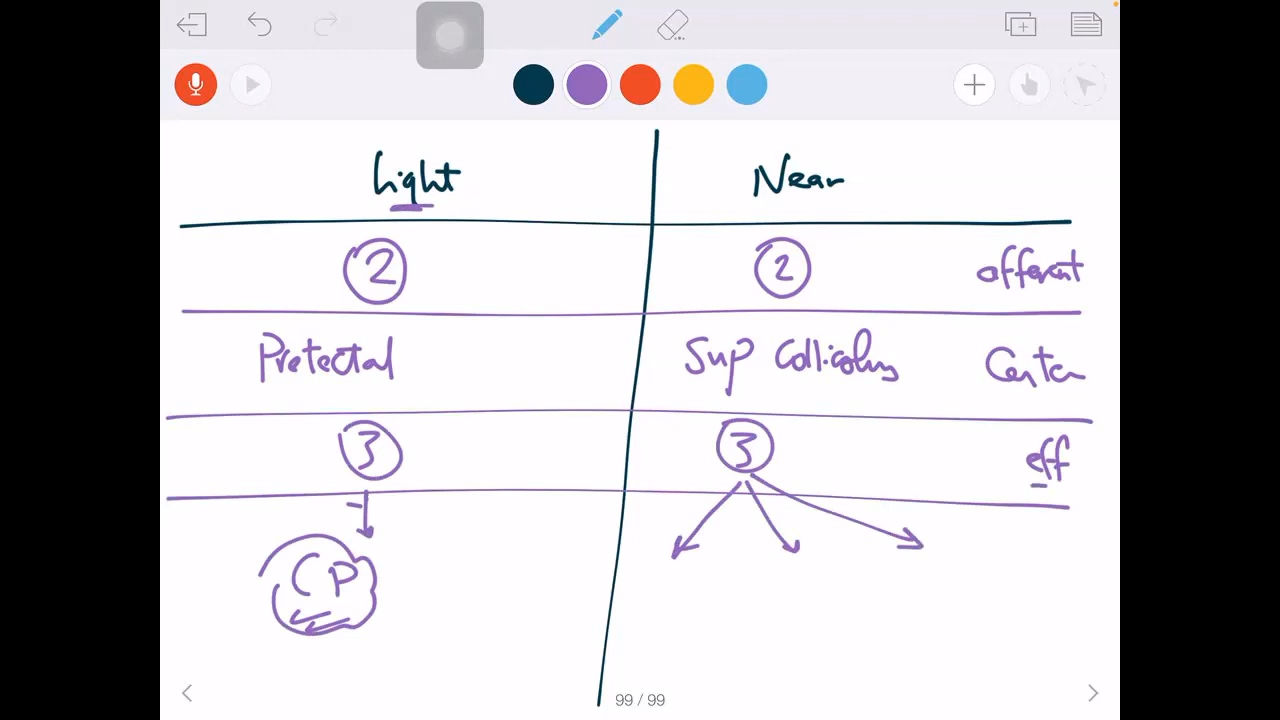 light Near
2 2 afferent
Pretectal Sup Colliculus Center
3 3 eff
CP
99 / 99